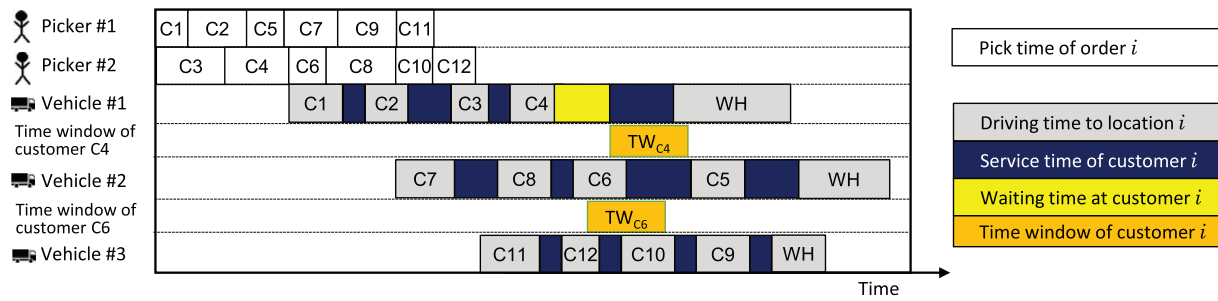 Picker #1
C1 C2 C5 C7 C9 C11
Pick time of order i
Picker #2
C3 C4 C6 C8 C10 C12
Vehicle #1
C1 C2 C3 C4 WH
Driving time to location i
Time window of
customer C4
TWC4
Service time of customer i
Vehicle #2
C7 C8 C6 C5 WH
Waiting time at customer i
Time window of
customer C6
TWC6
Time window of customer i
Vehicle #3
C11 C12 C10 C9 WH
Time